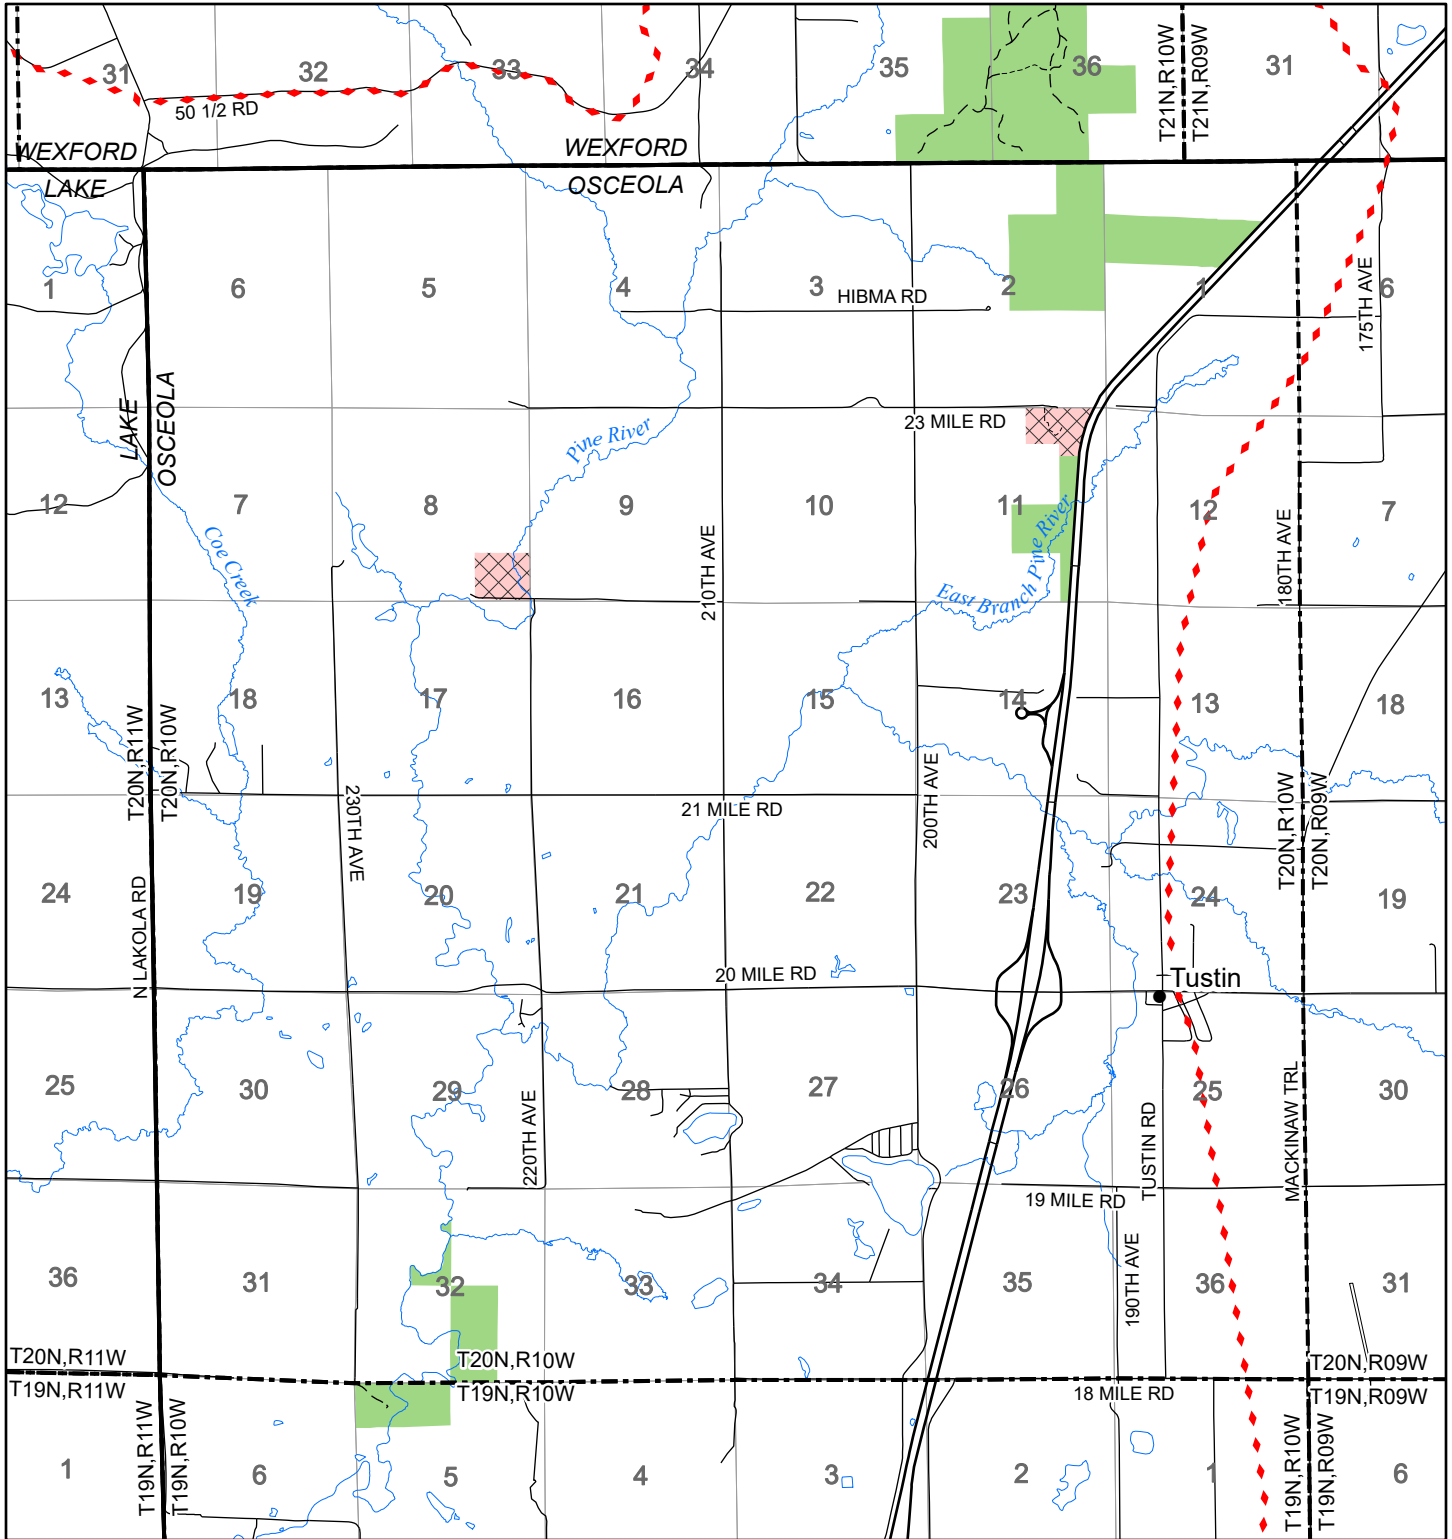 31
32
33
34
35
36
31
T21N,R10W
T21N,R09W
50 1/2 RD
WEXFORD
LAKE
WEXFORD
OSCEOLA
1
6
5
4
3
2
1
6
HIBMA RD
175TH AVE
LAKE
OSCEOLA
Pine River
23 MILE RD
12
7
8
9
10
11
12
7
Coe Creek
210TH AVE
East Branch Pine River
180TH AVE
13
18
17
16
15
14
13
18
T20N,R11W
T20N,R10W
230TH AVE
21 MILE RD
200TH AVE
T20N,R10W
T20N,R09W
24
19
20
21
22
23
24
19
N LAKOLA RD
20 MILE RD
Tustin
25
30
29
28
27
26
25
30
220TH AVE
TUSTIN RD
MACKINAW TRL
19 MILE RD
36
31
32
33
34
35
36
31
190TH AVE
T20N,R11W
T19N,R11W
T20N,R10W
T19N,R10W
18 MILE RD
T20N,R09W
T19N,R09W
T19N,R11W
T19N,R10W
T19N,R10W
T19N,R09W
1
6
5
4
3
2
1
6